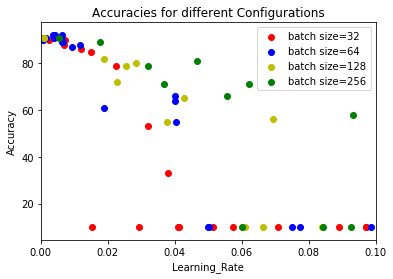 Accuracies for different Configurations
batch size=32
batch size=64
batch size=128
batch size=256
Accuracy
80
60
40
20
0.00 0.02 0.04 0.06 0.08 0.10
Learning_Rate